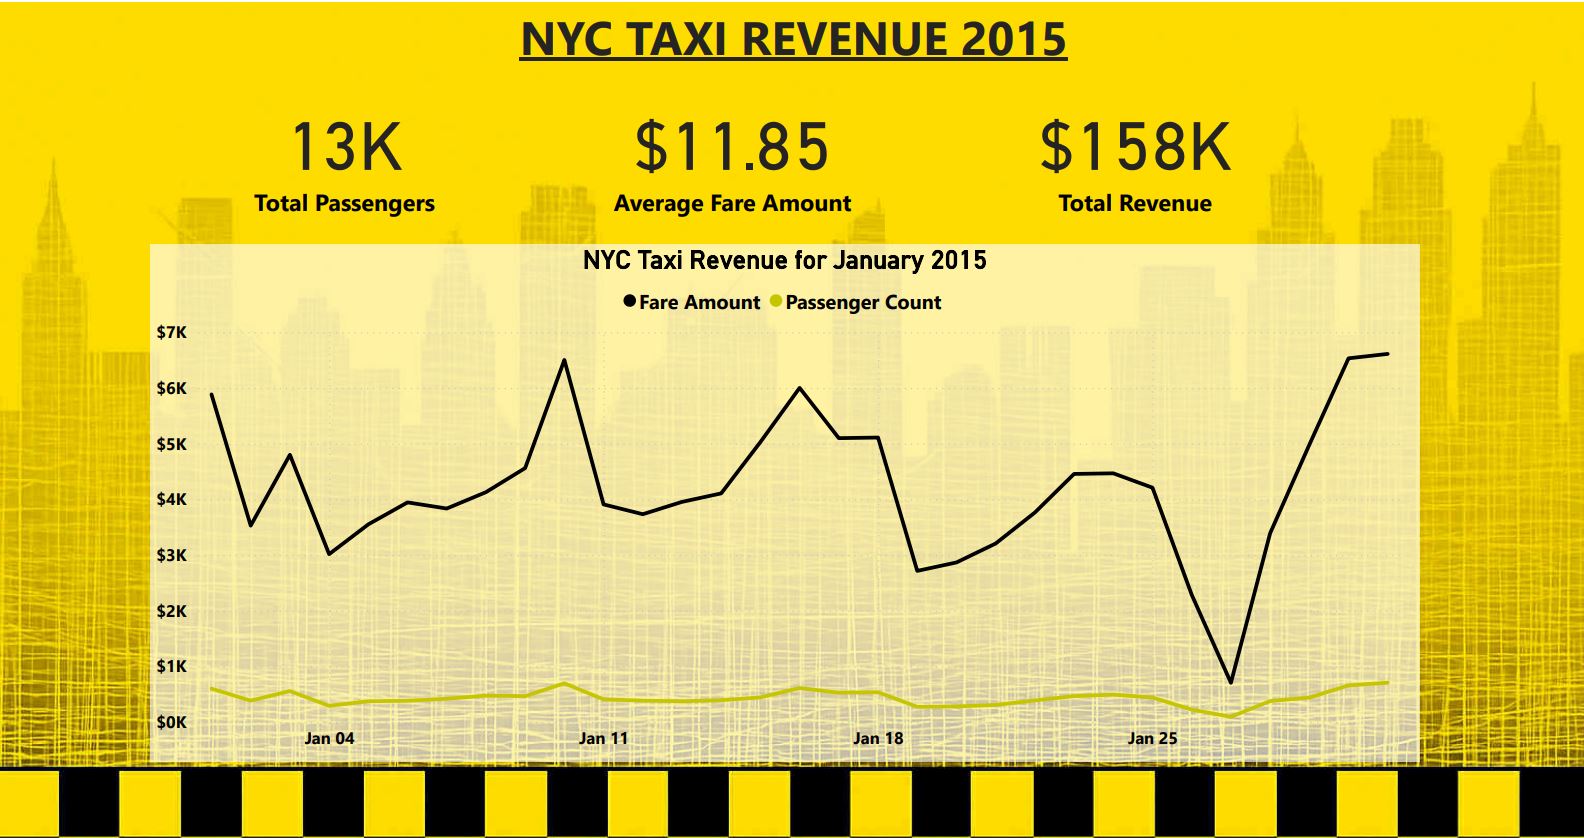 NYC TAXI REVENUE 2015
13K
Total Passengers
$11.85
Average Fare Amount
$158K
Total Revenue
NYC Taxi Revenue for January 2015
Fare Amount Passenger Count
$7K
$6K
$5K
$4K
$3K
$2K
$1K
$0K
Jan 04 Jan 11 Jan 18 Jan 25